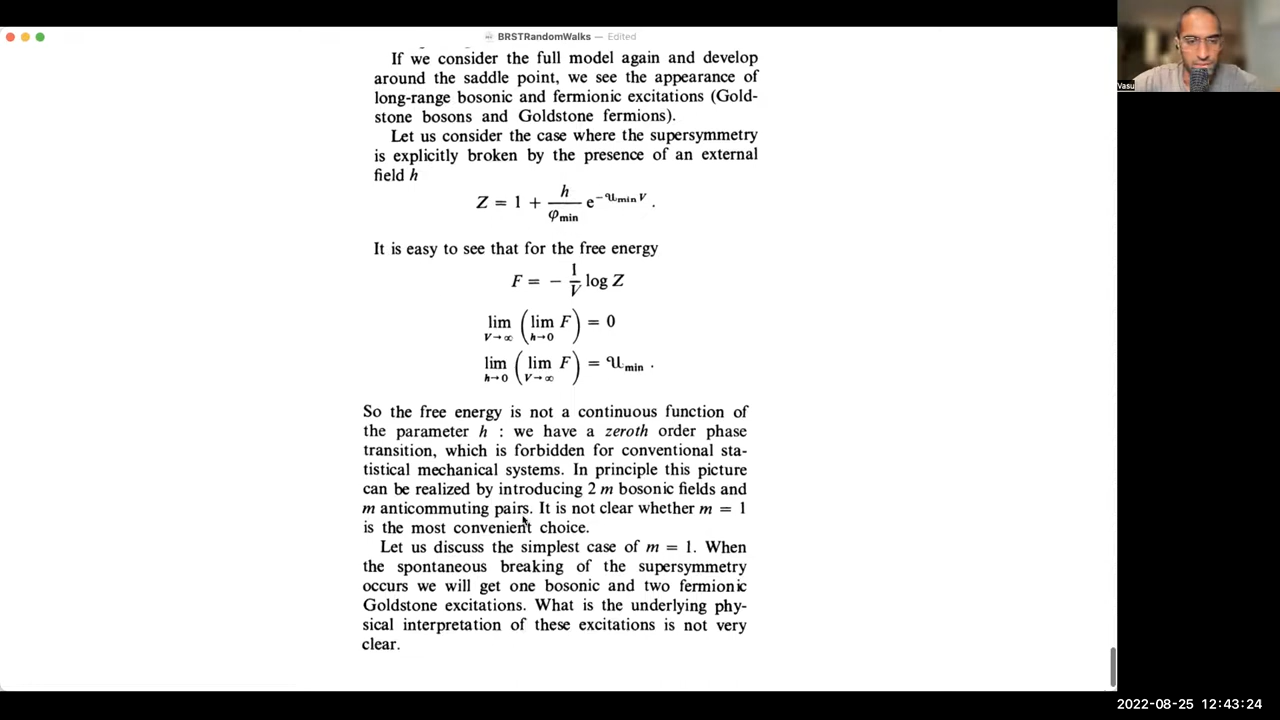 BRSTRandomWalks — Edited
If we consider the full model again and develop
around the saddle point, we see the appearance of
long-range bosonic and fermionic excitations (Gold-
stone bosons and Goldstone fermions).
Let us consider the case where the supersymmetry
is explicitly broken by the presence of an external
field h
Z = 1 + h/φmin e^{-𝒰min V} .
It is easy to see that for the free energy
F = − 1/V log Z
lim V→∞ ( lim h→0 F ) = 0
lim h→0 ( lim V→∞ F ) = 𝒰min .
So the free energy is not a continuous function of
the parameter h : we have a zeroth order phase
transition, which is forbidden for conventional sta-
tistical mechanical systems. In principle this picture
can be realized by introducing 2 m bosonic fields and
m anticommuting pairs. It is not clear whether m = 1
is the most convenient choice.
Let us discuss the simplest case of m = 1. When
the spontaneous breaking of the supersymmetry
occurs we will get one bosonic and two fermionic
Goldstone excitations. What is the underlying phy-
sical interpretation of these excitations is not very
clear.
Vasu
2022-08-25 12:43:24